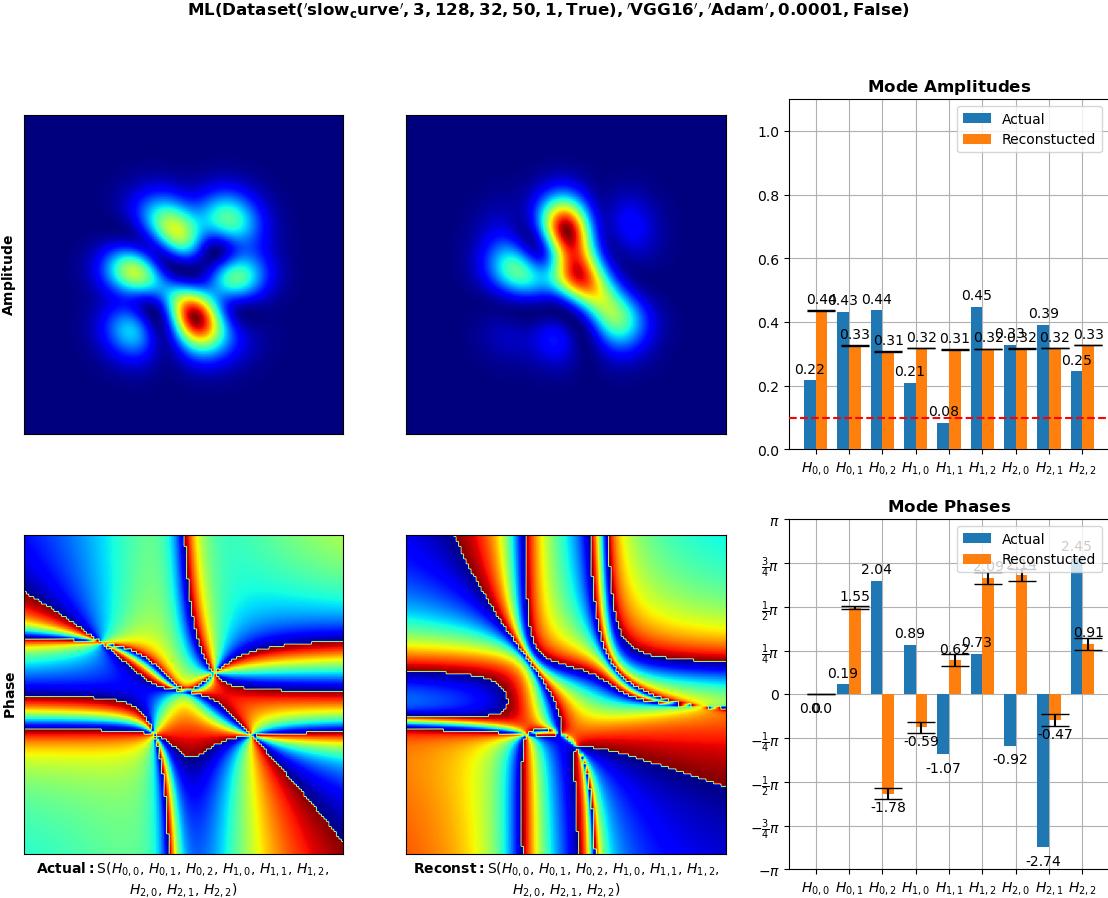 ML(Dataset('slow_curve', 3, 128, 32, 50, 1, True), 'VGG16', 'Adam', 0.0001, False)
Amplitude
Mode Amplitudes
Actual
Reconstucted
1.0
0.8
0.6
0.4
0.2
0.0
0.22 0.43 0.44 0.21 0.08 0.45 0.33 0.39 0.25
0.44 0.33 0.31 0.32 0.31 0.32 0.32 0.32 0.33
H0,0 H0,1 H0,2 H1,0 H1,1 H1,2 H2,0 H2,1 H2,2
Phase
Actual: S(H0,0, H0,1, H0,2, H1,0, H1,1, H1,2,
H2,0, H2,1, H2,2)
Reconst: S(H0,0, H0,1, H0,2, H1,0, H1,1, H1,2,
H2,0, H2,1, H2,2)
Mode Phases
Actual
Reconstucted
π
3/4π
1/2π
1/4π
0
−1/4π
−1/2π
−3/4π
−π
0.0 0.19 2.04 0.89 -1.07 0.73 -0.92 -2.74 2.45
0.0 1.55 -1.78 -0.59 0.62 2.09 -0.47 0.91
H0,0 H0,1 H0,2 H1,0 H1,1 H1,2 H2,0 H2,1 H2,2